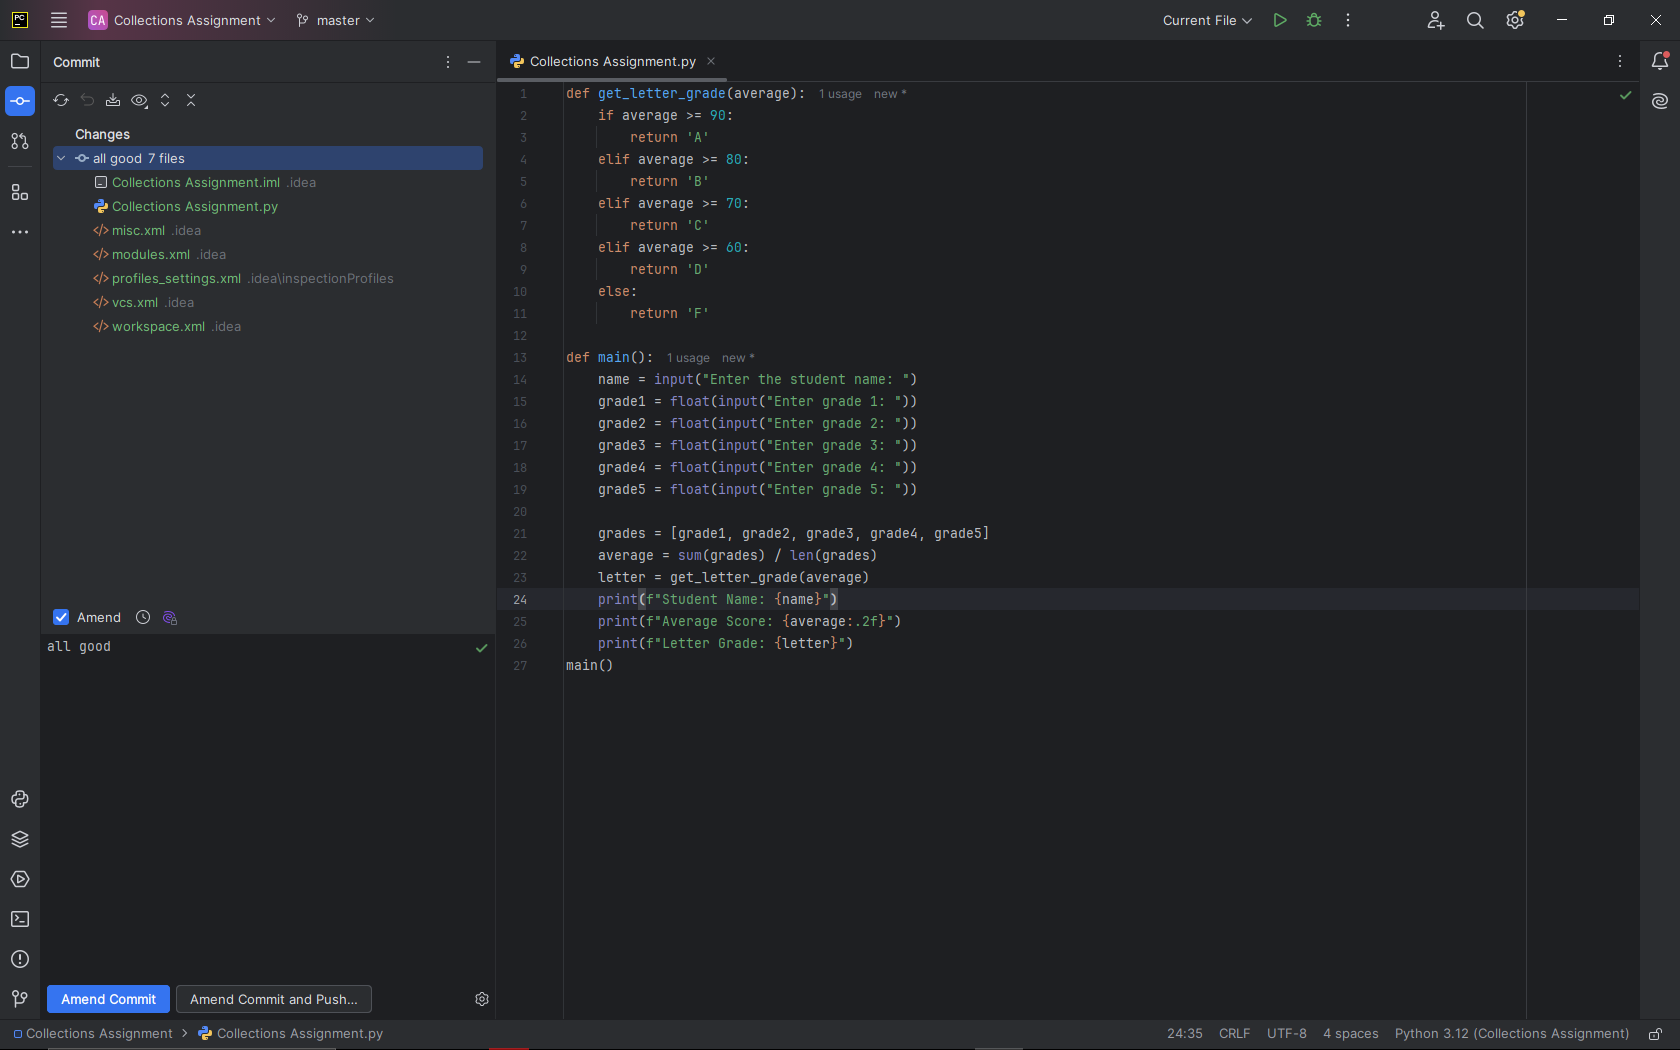 PC
CA Collections Assignment master Current File
Commit
Collections Assignment.py
Changes
all good 7 files
Collections Assignment.iml .idea
Collections Assignment.py
misc.xml .idea
modules.xml .idea
profiles_settings.xml .idea\inspectionProfiles
vcs.xml .idea
workspace.xml .idea
Amend
all good
Amend Commit Amend Commit and Push...
1 def get_letter_grade(average): 1 usage new *
2 if average >= 90:
3 return 'A'
4 elif average >= 80:
5 return 'B'
6 elif average >= 70:
7 return 'C'
8 elif average >= 60:
9 return 'D'
10 else:
11 return 'F'
12
13 def main(): 1 usage new *
14 name = input("Enter the student name: ")
15 grade1 = float(input("Enter grade 1: "))
16 grade2 = float(input("Enter grade 2: "))
17 grade3 = float(input("Enter grade 3: "))
18 grade4 = float(input("Enter grade 4: "))
19 grade5 = float(input("Enter grade 5: "))
20
21 grades = [grade1, grade2, grade3, grade4, grade5]
22 average = sum(grades) / len(grades)
23 letter = get_letter_grade(average)
24 print(f"Student Name: {name}")
25 print(f"Average Score: {average:.2f}")
26 print(f"Letter Grade: {letter}")
27 main()
Collections Assignment > Collections Assignment.py 24:35 CRLF UTF-8 4 spaces Python 3.12 (Collections Assignment)